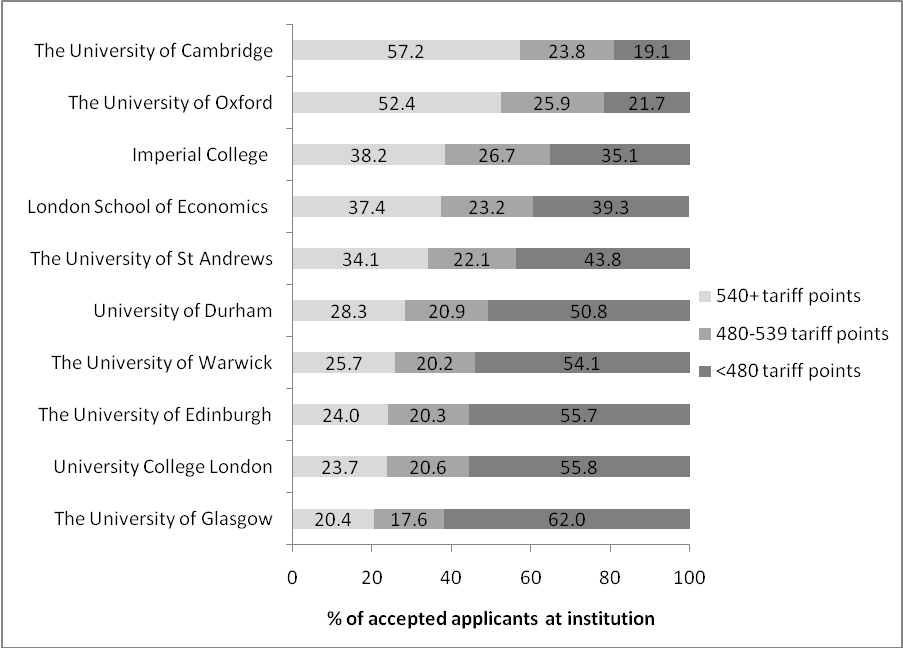 The University of Cambridge 57.2 23.8 19.1
The University of Oxford 52.4 25.9 21.7
Imperial College 38.2 26.7 35.1
London School of Economics 37.4 23.2 39.3
The University of St Andrews 34.1 22.1 43.8
University of Durham 28.3 20.9 50.8
The University of Warwick 25.7 20.2 54.1
The University of Edinburgh 24.0 20.3 55.7
University College London 23.7 20.6 55.8
The University of Glasgow 20.4 17.6 62.0
0 20 40 60 80 100
% of accepted applicants at institution
540+ tariff points
480-539 tariff points
<480 tariff points